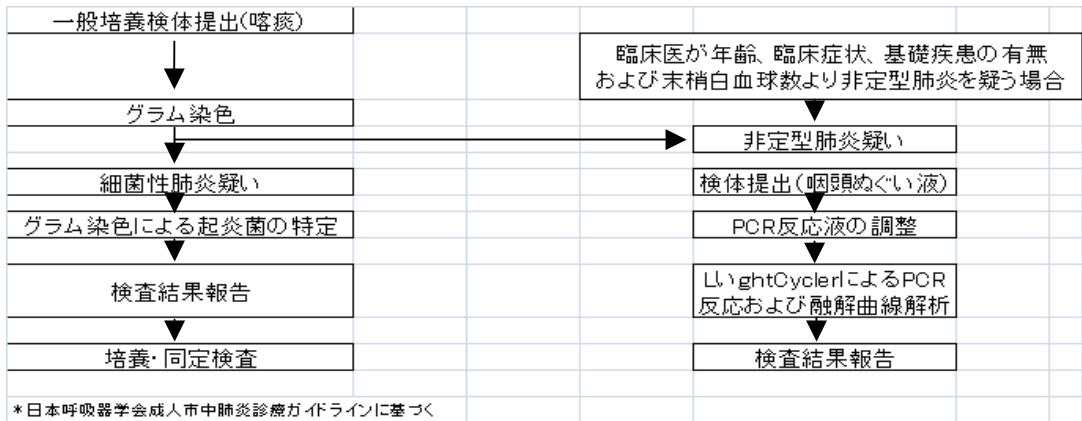 一般培養検体提出(喀痰)
臨床医が年齢、臨床症状、基礎疾患の有無
および末梢白血球数より非定型肺炎を疑う場合
グラム染色
非定型肺炎疑い
細菌性肺炎疑い
検体提出(咽頭ぬぐい液)
グラム染色による起炎菌の特定
PCR反応液の調整
検査結果報告
LいghtCyclerによるPCR
反応および融解曲線解析
培養・同定検査
検査結果報告
*日本呼吸器学会成人市中肺炎診療ガイドラインに基づく